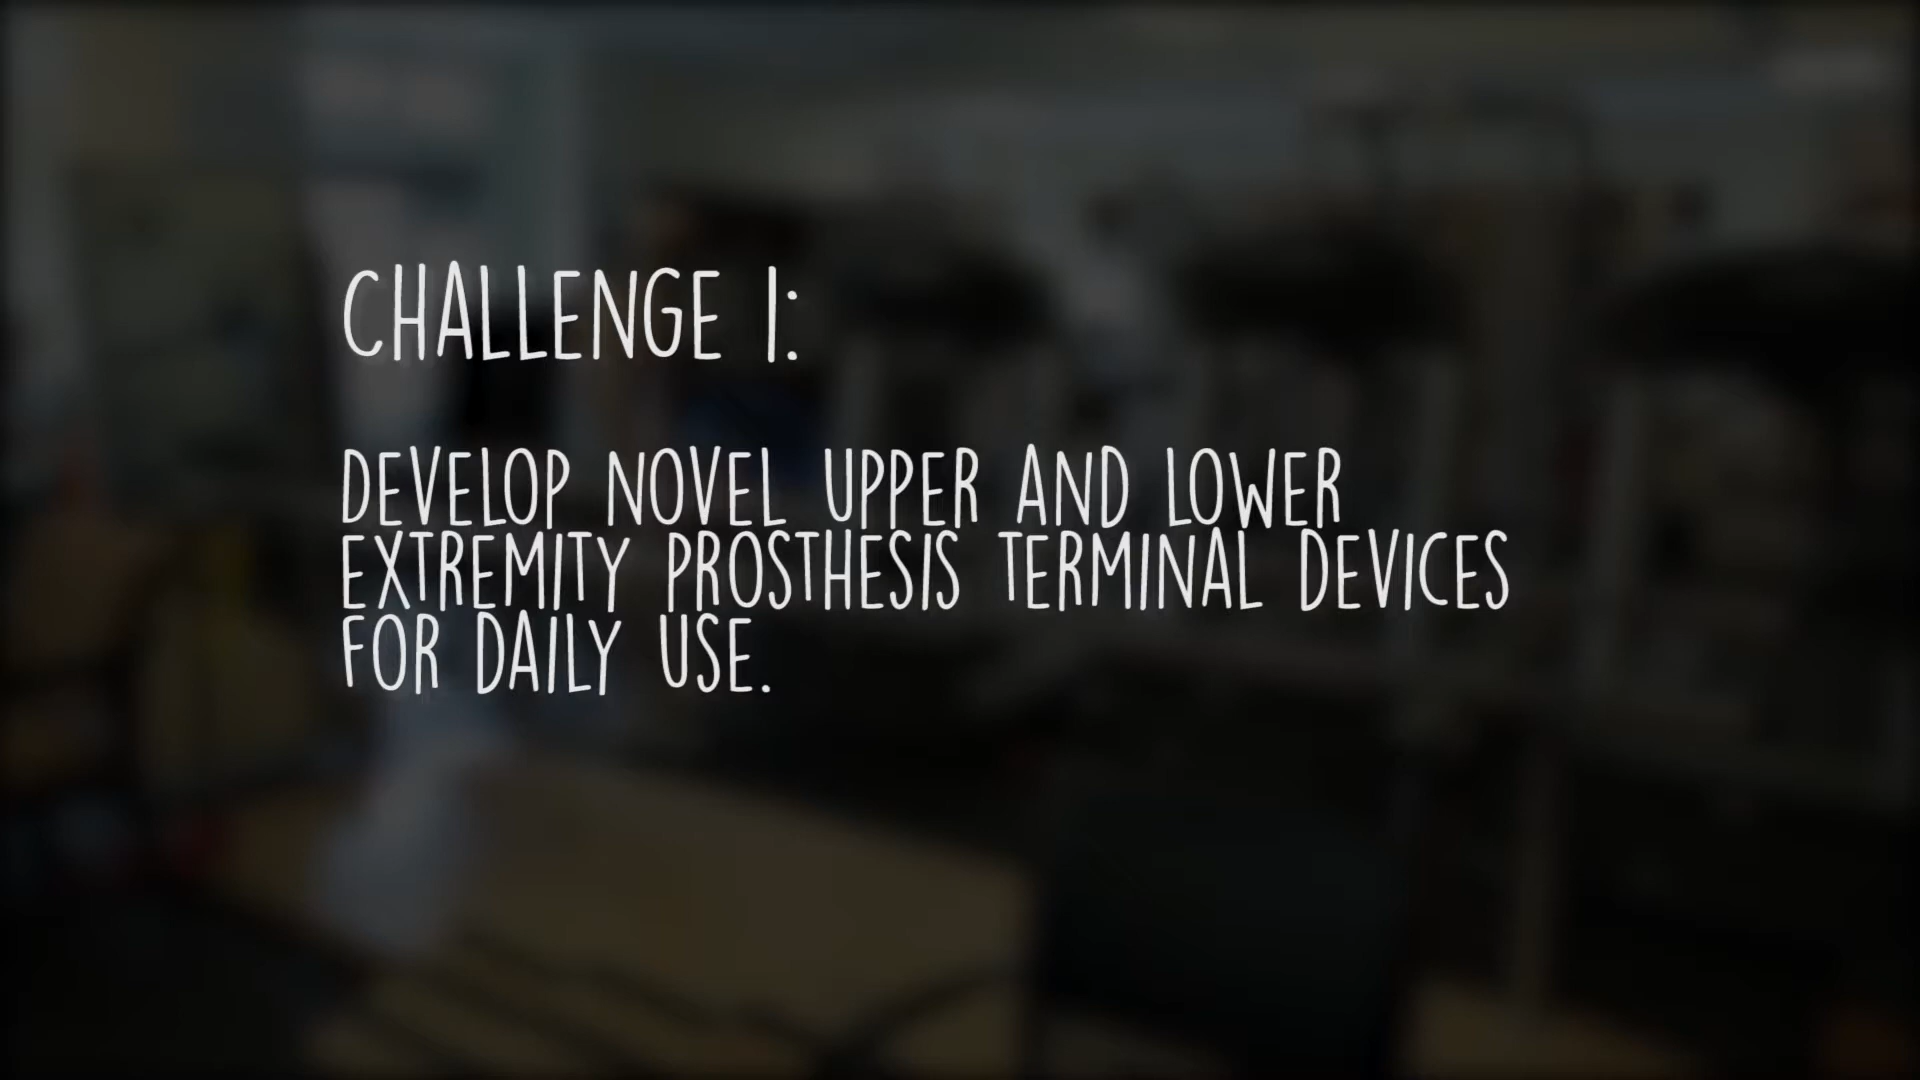 CHALLENGE 1:
DEVELOP NOVEL UPPER AND LOWER
EXTREMITY PROSTHESIS TERMINAL DEVICES
FOR DAILY USE.